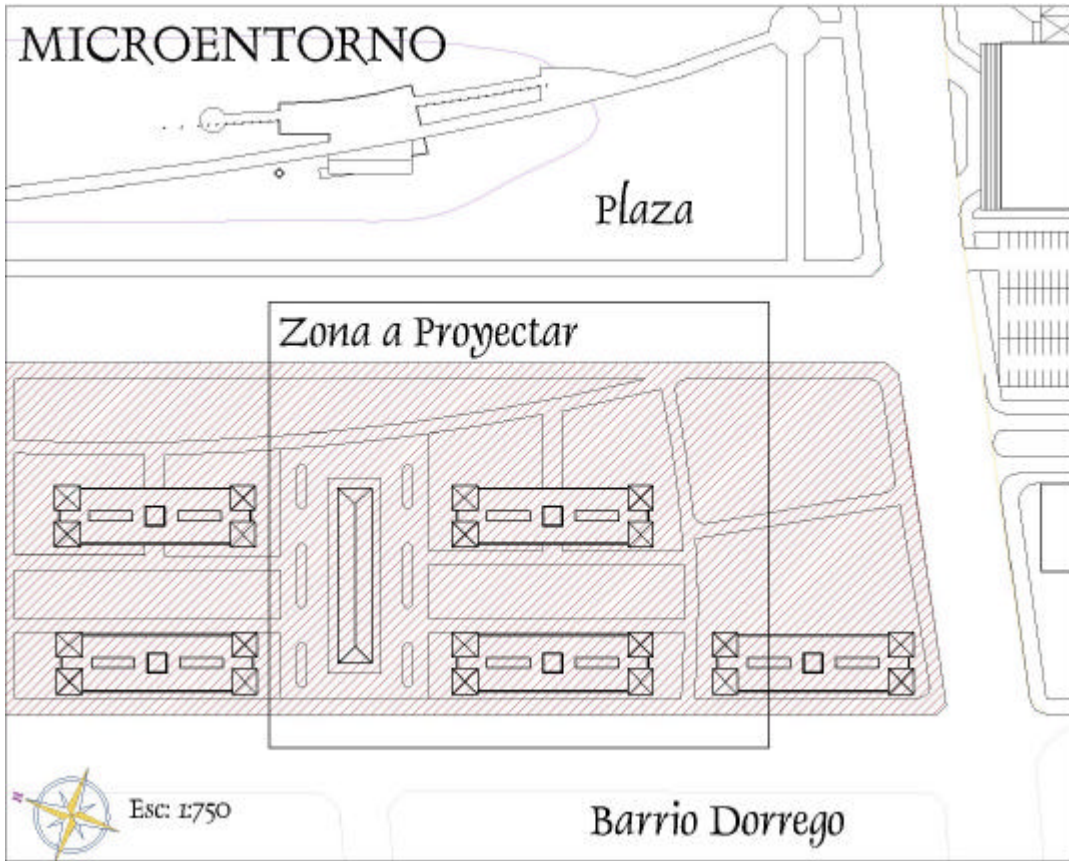 MICROENTORNO
Plaza
Zona a Proyectar
N
Esc: 1:750
Barrio Dorrego